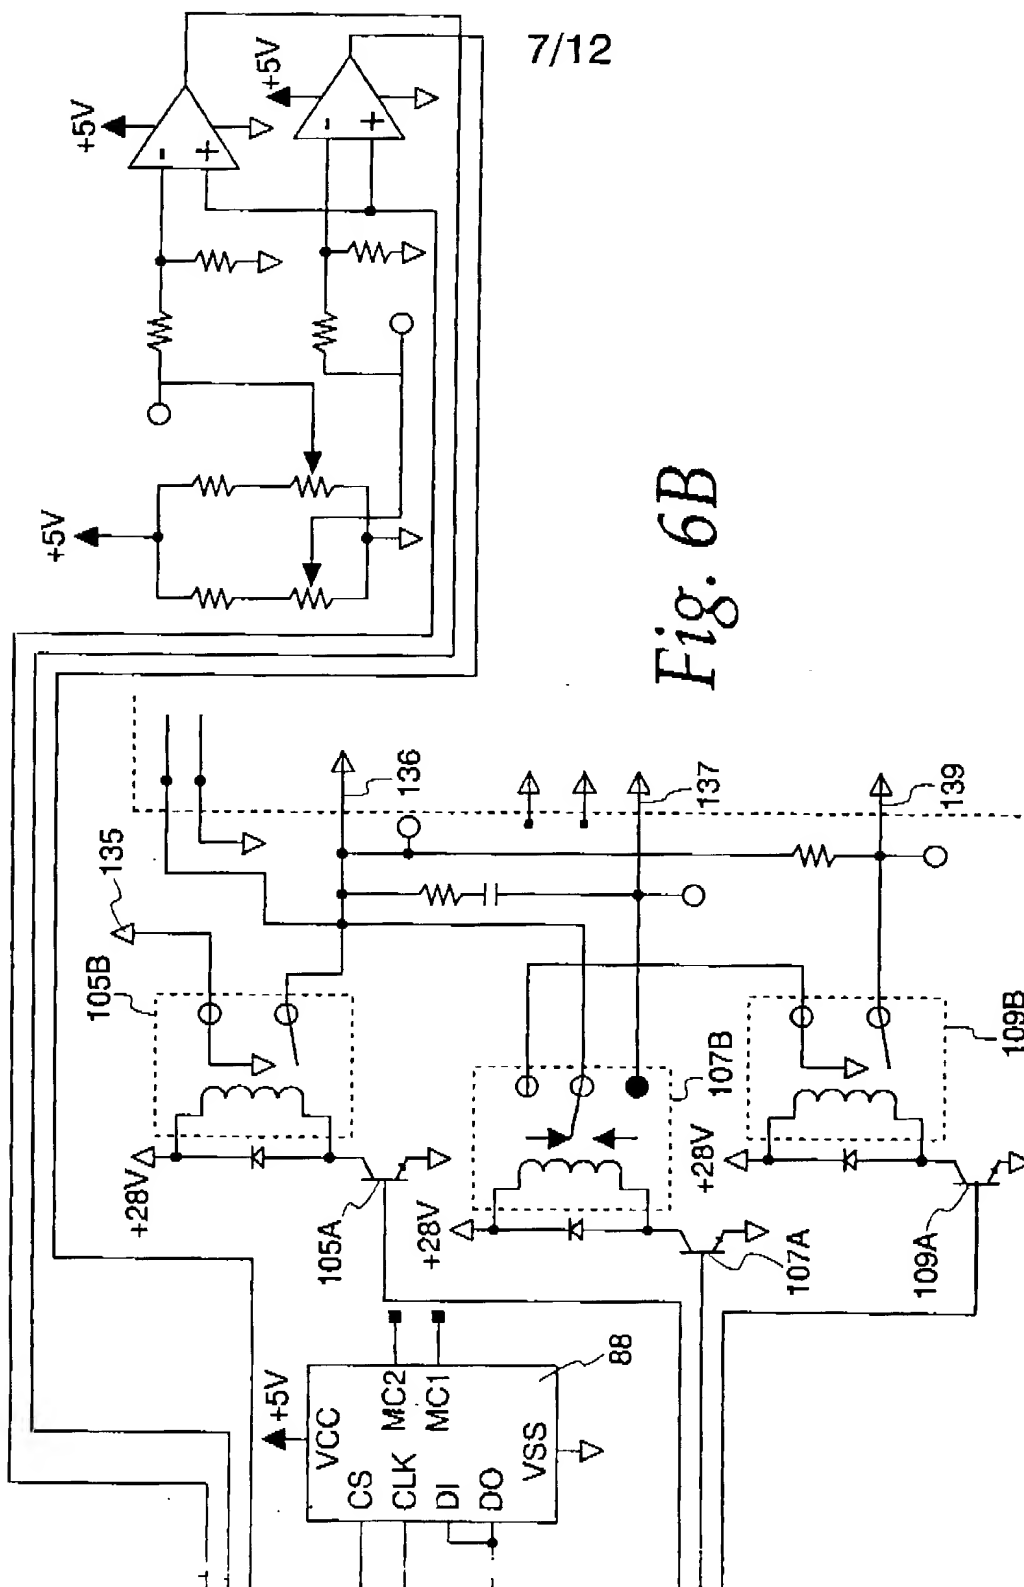 7/12
+5V
+5V
+5V
Fig. 6B
135
136
137
139
105B
107B
109B
+28V
+28V
+28V
105A
107A
109A
+5V
VCC
MC2
MC1
CS
CLK
DI
DO
VSS
88